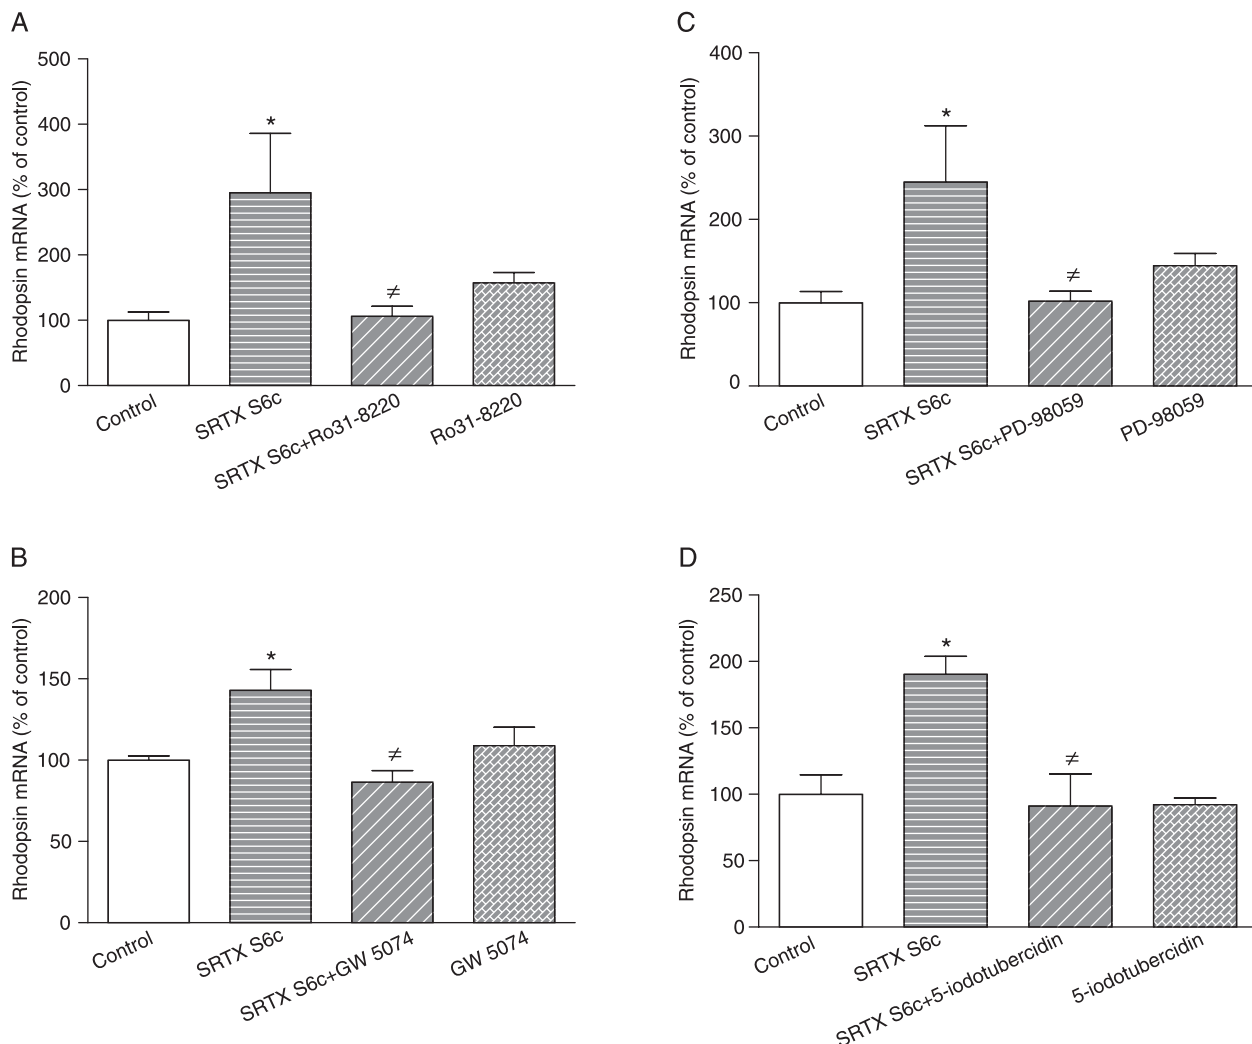 A
Rhodopsin mRNA (% of control)
500
400
300
200
100
0
*
≠
Control
SRTX S6c
SRTX S6c+Ro31-8220
Ro31-8220
C
Rhodopsin mRNA (% of control)
400
300
200
100
0
*
≠
Control
SRTX S6c
SRTX S6c+PD-98059
PD-98059
B
Rhodopsin mRNA (% of control)
200
150
100
50
0
*
≠
Control
SRTX S6c
SRTX S6c+GW 5074
GW 5074
D
Rhodopsin mRNA (% of control)
250
200
150
100
50
0
*
≠
Control
SRTX S6c
SRTX S6c+5-iodotubercidin
5-iodotubercidin